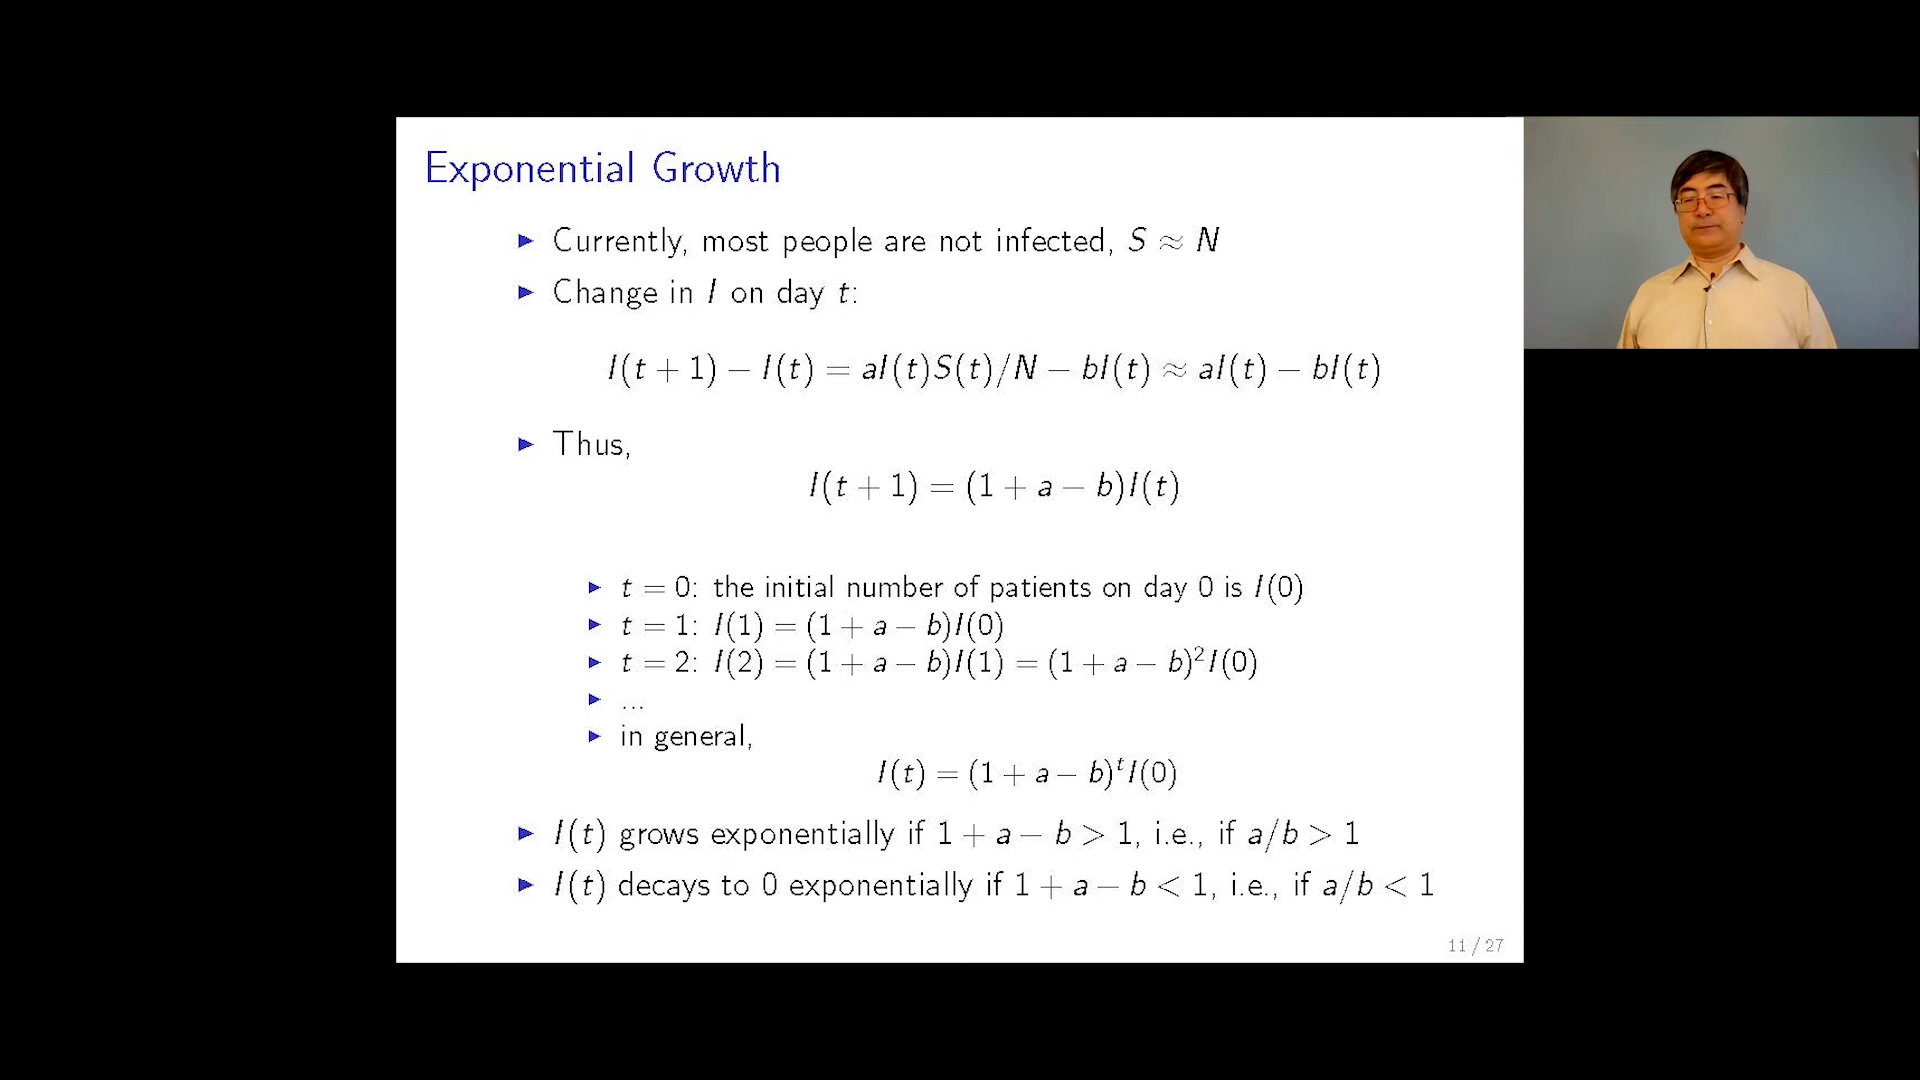 Exponential Growth
▶ Currently, most people are not infected, S ≈ N
▶ Change in I on day t:
I(t + 1) − I(t) = aI(t)S(t)/N − bI(t) ≈ aI(t) − bI(t)
▶ Thus,
I(t + 1) = (1 + a − b)I(t)
▶ t = 0: the initial number of patients on day 0 is I(0)
▶ t = 1: I(1) = (1 + a − b)I(0)
▶ t = 2: I(2) = (1 + a − b)I(1) = (1 + a − b)²I(0)
▶ ...
▶ in general,
I(t) = (1 + a − b)ᵗI(0)
▶ I(t) grows exponentially if 1 + a − b > 1, i.e., if a/b > 1
▶ I(t) decays to 0 exponentially if 1 + a − b < 1, i.e., if a/b < 1
11 / 27